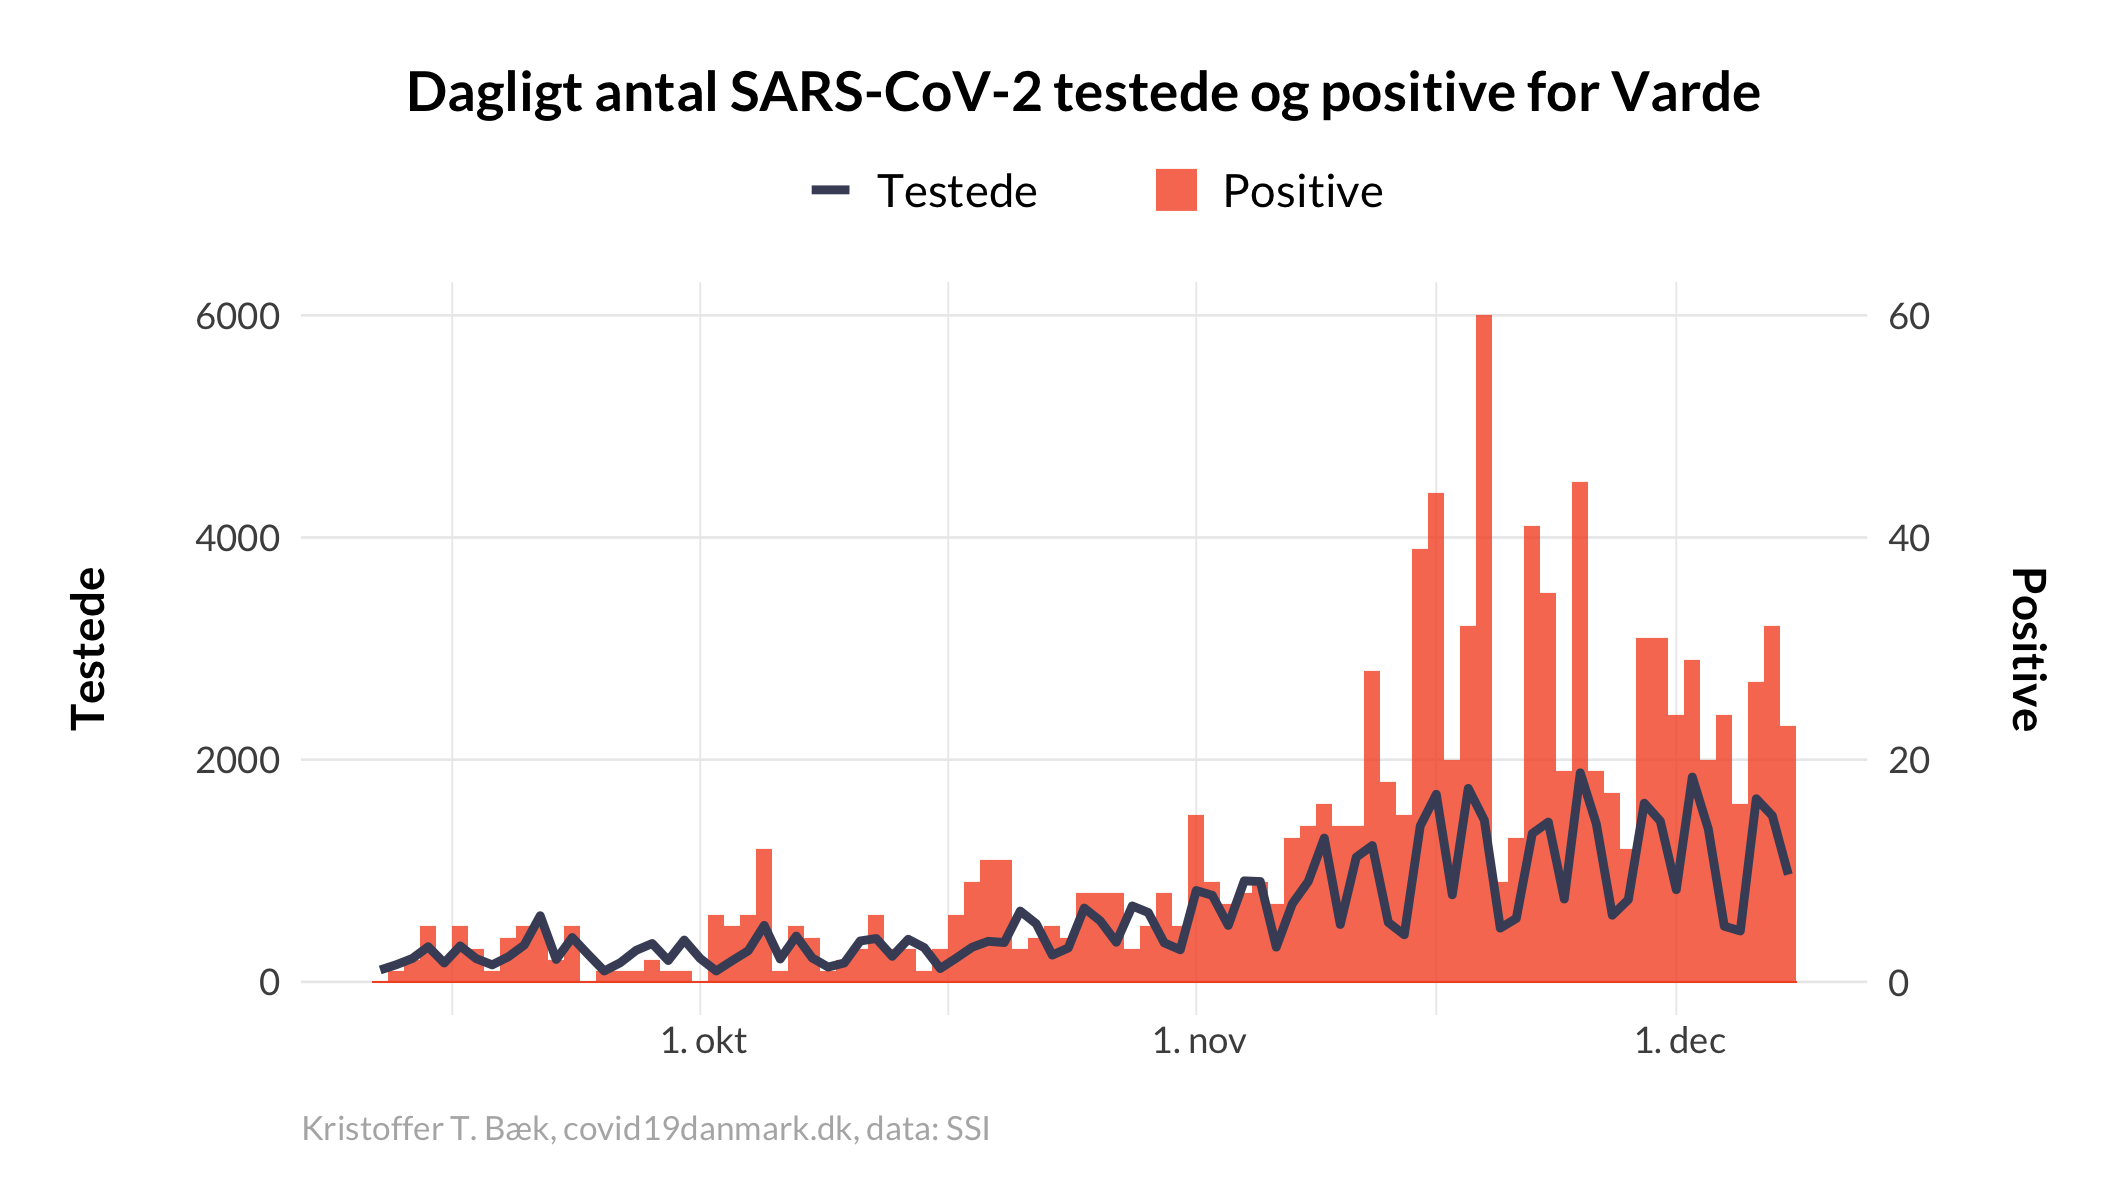 Dagligt antal SARS-CoV-2 testede og positive for Varde
Testede
Positive
6000
4000
2000
0
60
40
20
0
Testede
Positive
1. okt
1. nov
1. dec
Kristoffer T. Bæk, covid19danmark.dk, data: SSI